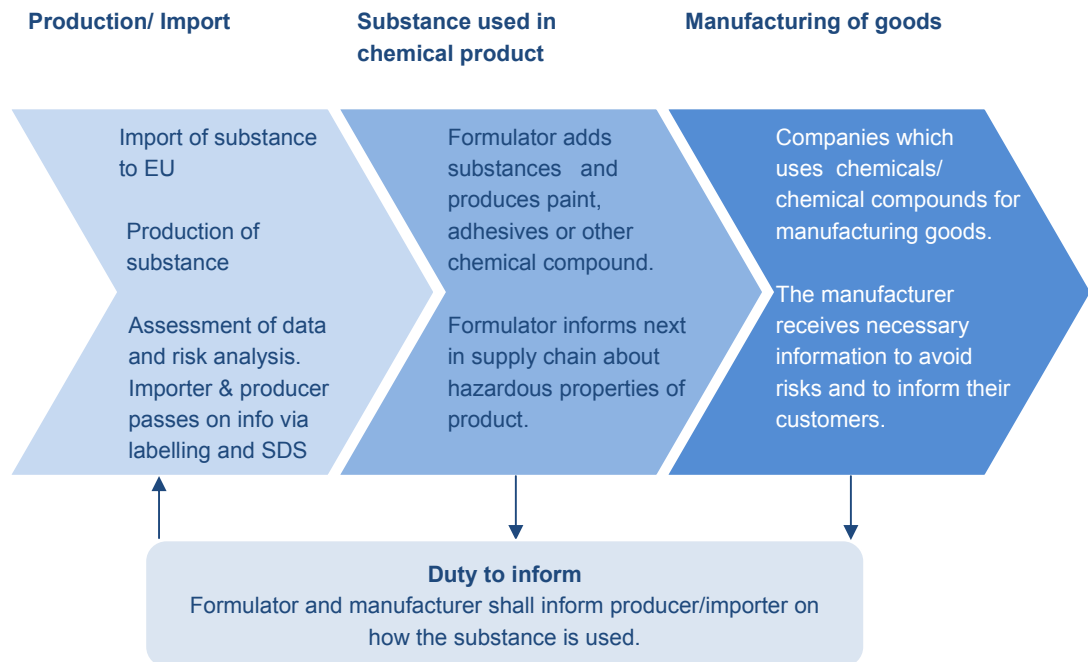 Production/ Import
Substance used in
chemical product
Manufacturing of goods
Import of substance
to EU
Production of
substance
Assessment of data
and risk analysis.
Importer & producer
passes on info via
labelling and SDS
Formulator adds
substances and
produces paint,
adhesives or other
chemical compound.
Formulator informs next
in supply chain about
hazardous properties of
product.
Companies which
uses chemicals/
chemical compounds for
manufacturing goods.
The manufacturer
receives necessary
information to avoid
risks and to inform their
customers.
Duty to inform
Formulator and manufacturer shall inform producer/importer on
how the substance is used.